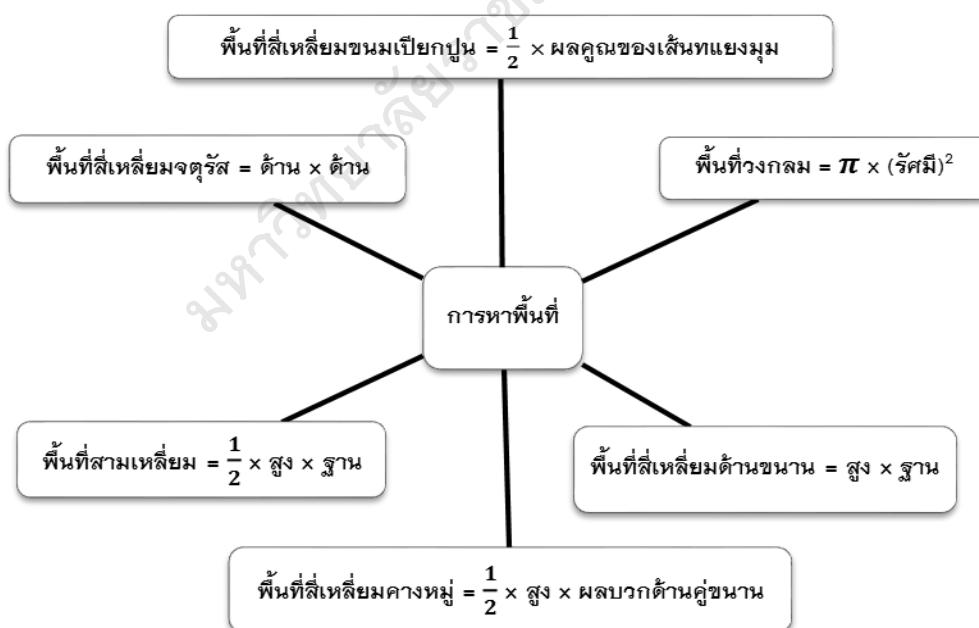 พื้นที่สี่เหลี่ยมขนมเปียกปูน = 1/2 × ผลคูณของเส้นทแยงมุม
พื้นที่สี่เหลี่ยมจตุรัส = ด้าน × ด้าน
พื้นที่วงกลม = π × (รัศมี)²
การหาพื้นที่
พื้นที่สามเหลี่ยม = 1/2 × สูง × ฐาน
พื้นที่สี่เหลี่ยมด้านขนาน = สูง × ฐาน
พื้นที่สี่เหลี่ยมคางหมู่ = 1/2 × สูง × ผลบวกด้านคู่ขนาน